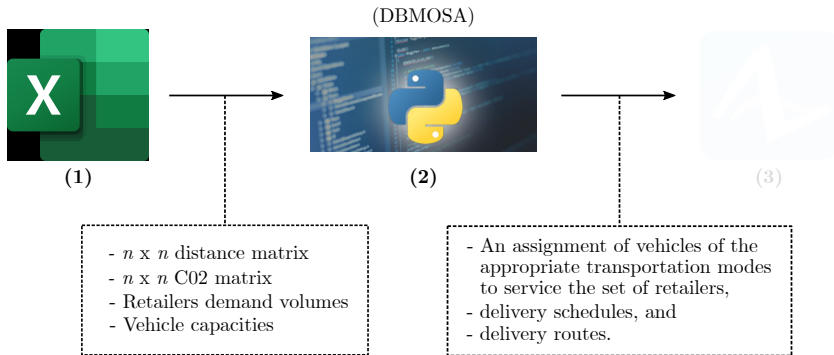 (DBMOSA)
X
(1)
(2)
(3)
- n x n distance matrix
- n x n C02 matrix
- Retailers demand volumes
- Vehicle capacities
- An assignment of vehicles of the
appropriate transportation modes
to service the set of retailers,
- delivery schedules, and
- delivery routes.